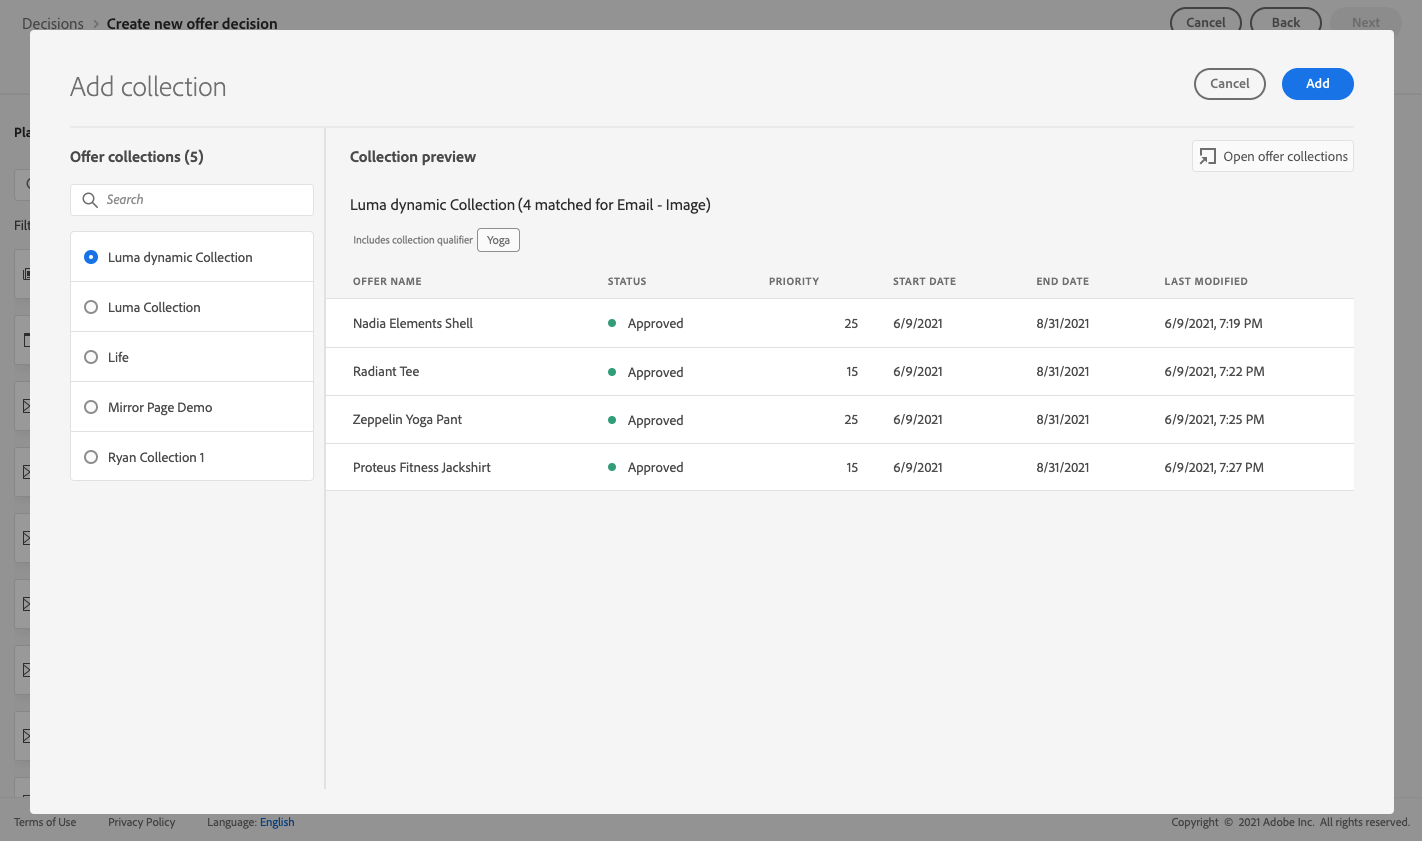 Decisions > Create new offer decision
Cancel
Back
Next
Add collection
Cancel
Add
Offer collections (5)
Search
Luma dynamic Collection
Luma Collection
Life
Mirror Page Demo
Ryan Collection 1
Collection preview
Open offer collections
Luma dynamic Collection (4 matched for Email - Image)
Includes collection qualifier Yoga
OFFER NAME STATUS PRIORITY START DATE END DATE LAST MODIFIED
Nadia Elements Shell Approved 25 6/9/2021 8/31/2021 6/9/2021, 7:19 PM
Radiant Tee Approved 15 6/9/2021 8/31/2021 6/9/2021, 7:22 PM
Zeppelin Yoga Pant Approved 25 6/9/2021 8/31/2021 6/9/2021, 7:25 PM
Proteus Fitness Jackshirt Approved 15 6/9/2021 8/31/2021 6/9/2021, 7:27 PM
Terms of Use Privacy Policy Language: English
Copyright © 2021 Adobe Inc. All rights reserved.